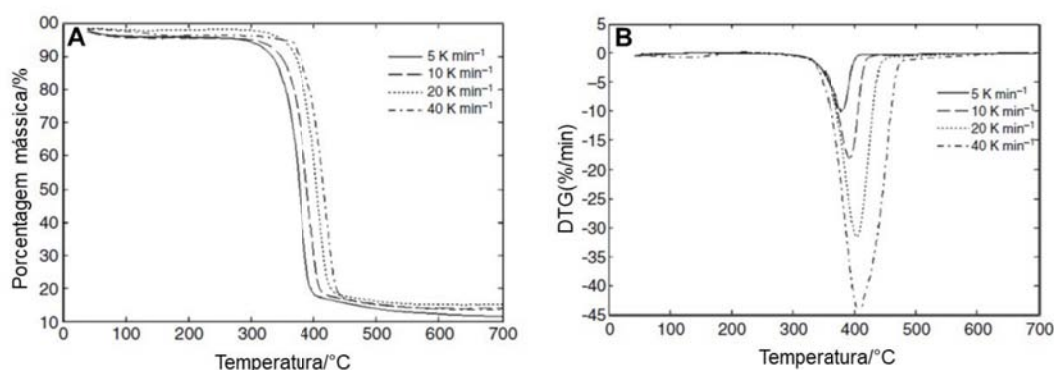 A
00
90
80
70
60
50
40
30
20
10
0 100 200 300 400 500 600 700
Porcentagem mássica/%
Temperatura/°C
5 K min⁻¹
10 K min⁻¹
20 K min⁻¹
40 K min⁻¹
B
5
0
−5
-10
-15
-20
-25
-30
-35
-40
-45
0 100 200 300 400 500 600 700
DTG(%/min)
Temperatura/°C
5 K min⁻¹
10 K min⁻¹
20 K min⁻¹
40 K min⁻¹